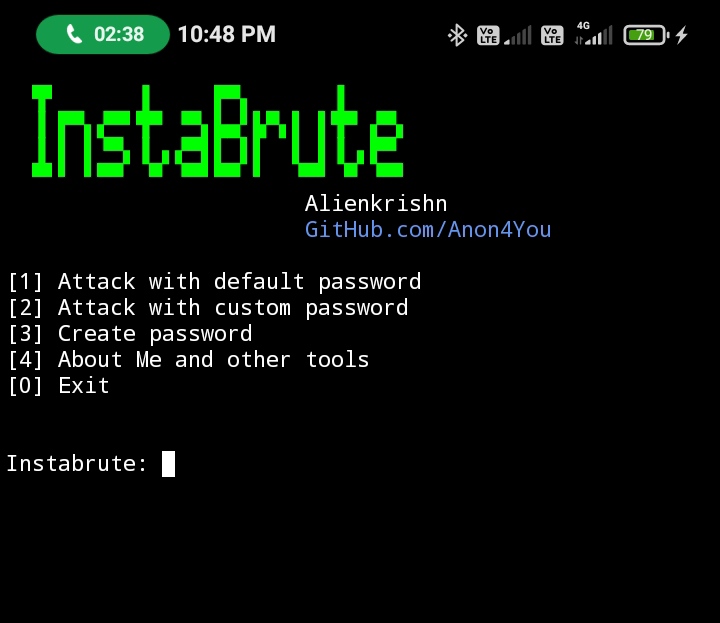 02:38 10:48 PM Vo LTE Vo LTE 4G 79
InstaBrute
Alienkrishn
GitHub.com/Anon4You
[1] Attack with default password
[2] Attack with custom password
[3] Create password
[4] About Me and other tools
[0] Exit
Instabrute: